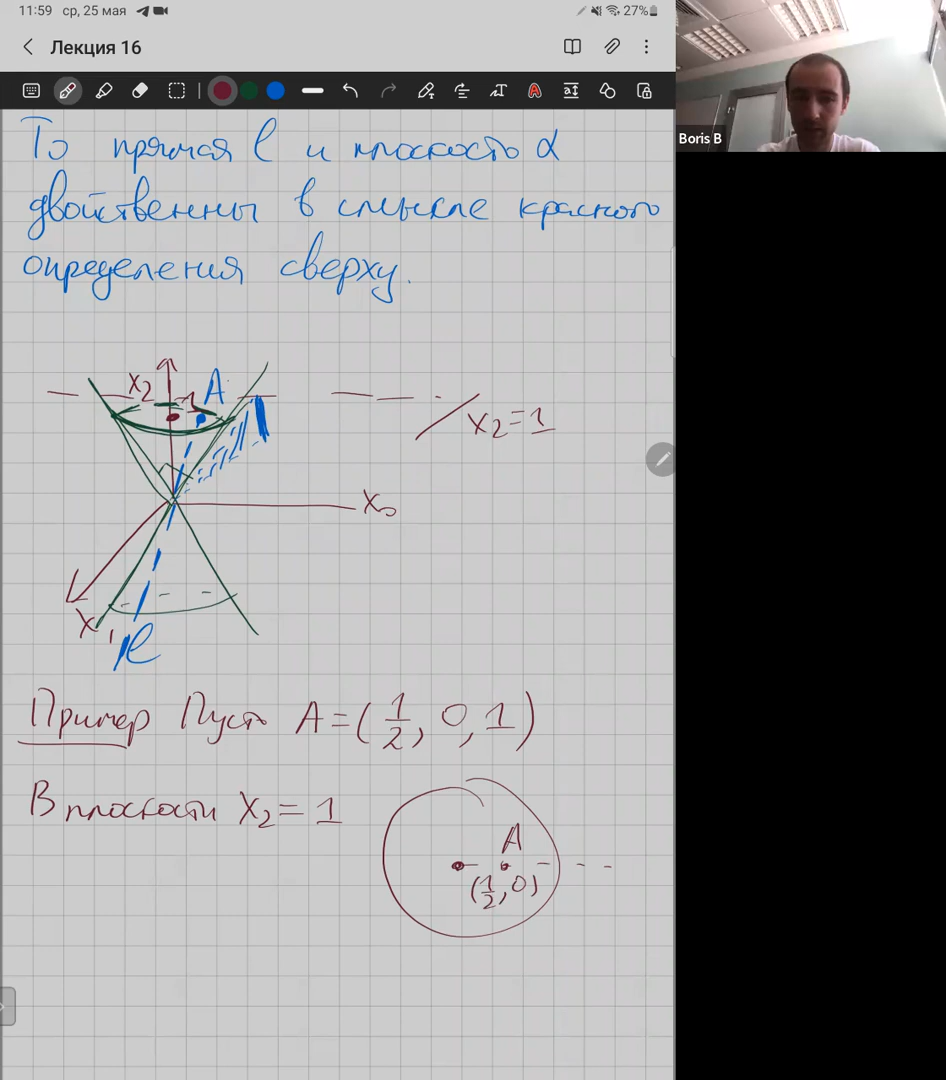 11:59 ср, 25 мая 27%
Лекция 16
Boris B
То прямая l и плоскость α
двойственны в смысле красного
определения сверху.
x2 1 A
x2=1
x0
x1
l
Пример Пусть A=(1/2, 0, 1)
В плоскости x2=1
A
(1/2, 0)